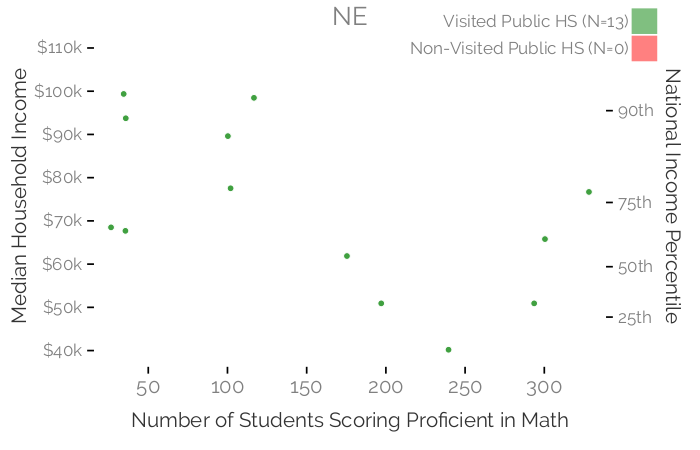 NE
Visited Public HS (N=13)
Non-Visited Public HS (N=0)
Median Household Income
$110k
$100k
$90k
$80k
$70k
$60k
$50k
$40k
90th
75th
50th
25th
National Income Percentile
50 100 150 200 250 300
Number of Students Scoring Proficient in Math